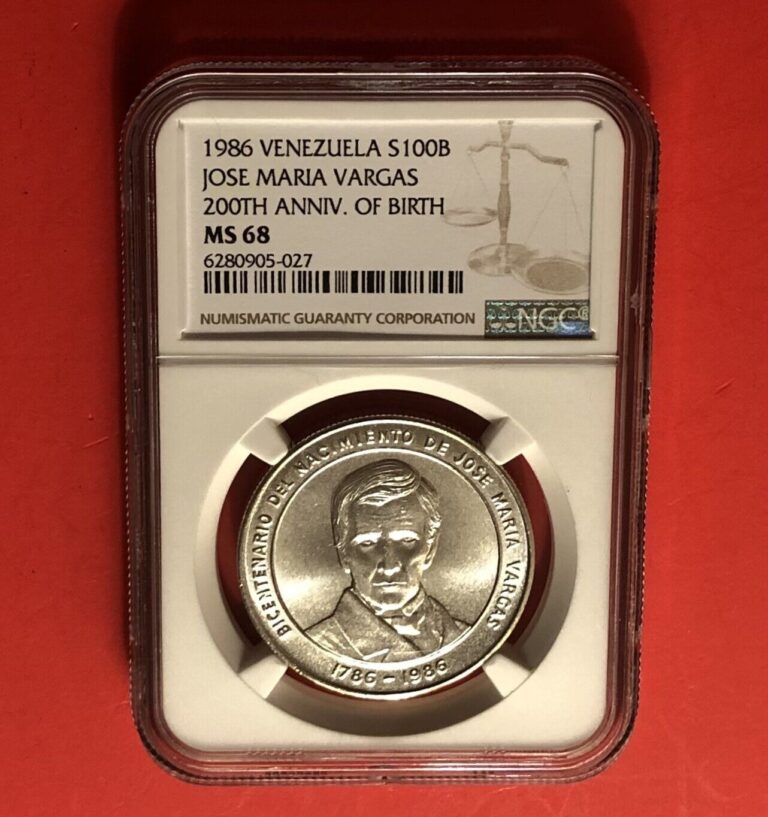 1986 VENEZUELA S100B
JOSE MARIA VARGAS
200TH ANNIV. OF BIRTH
MS 68
6280905-027
NUMISMATIC GUARANTY CORPORATION
NGC®
BICENTENARIO DEL NACIMIENTO DE JOSE MARIA VARGAS
1786-1986